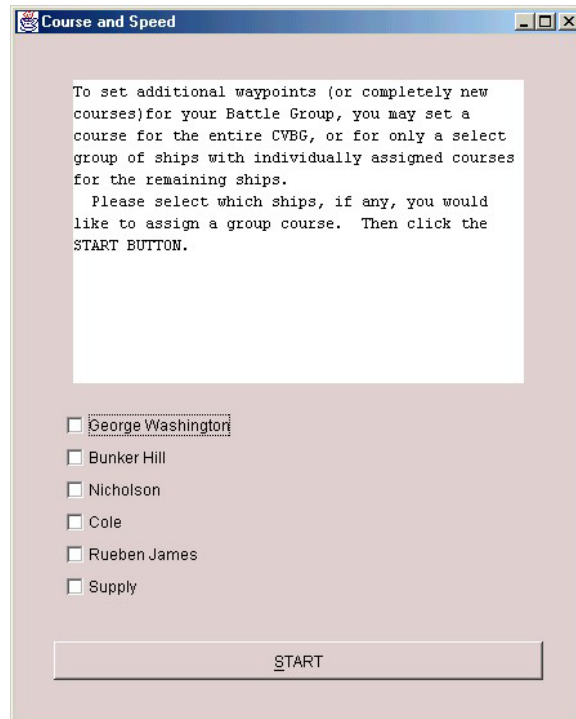 Course and Speed
To set additional waypoints (or completely new
courses)for your Battle Group, you may set a
course for the entire CVBG, or for only a select
group of ships with individually assigned courses
for the remaining ships.
Please select which ships, if any, you would
like to assign a group course.  Then click the
START BUTTON.
George Washington
Bunker Hill
Nicholson
Cole
Rueben James
Supply
START